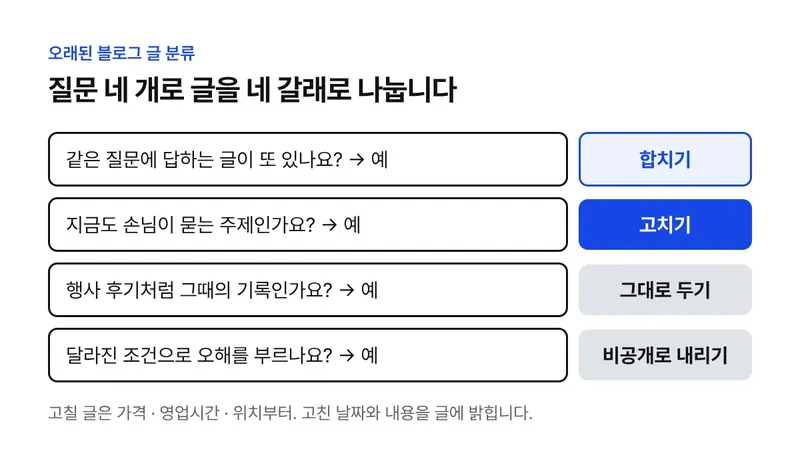 오래된 블로그 글 분류
질문 네 개로 글을 네 갈래로 나눕니다
같은 질문에 답하는 글이 또 있나요? → 예
합치기
지금도 손님이 묻는 주제인가요? → 예
고치기
행사 후기처럼 그때의 기록인가요? → 예
그대로 두기
달라진 조건으로 오해를 부르나요? → 예
비공개로 내리기
고칠 글은 가격 · 영업시간 · 위치부터. 고친 날짜와 내용을 글에 밝힙니다.